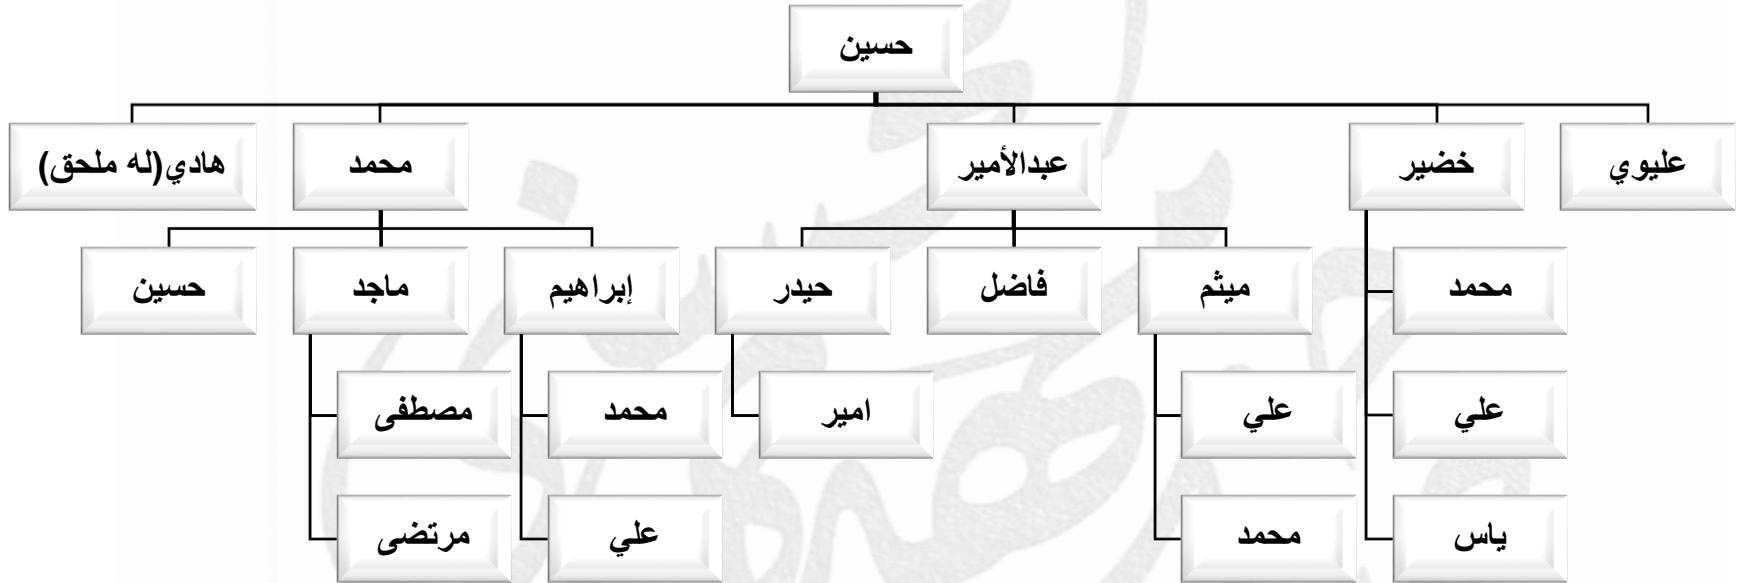 حسين
عليوي
خضير
عبدالأمير
محمد
هادي(له ملحق)
محمد
ميثم
فاضل
حيدر
إبراهيم
ماجد
حسين
علي
علي
امير
محمد
مصطفى
ياس
محمد
علي
مرتضى